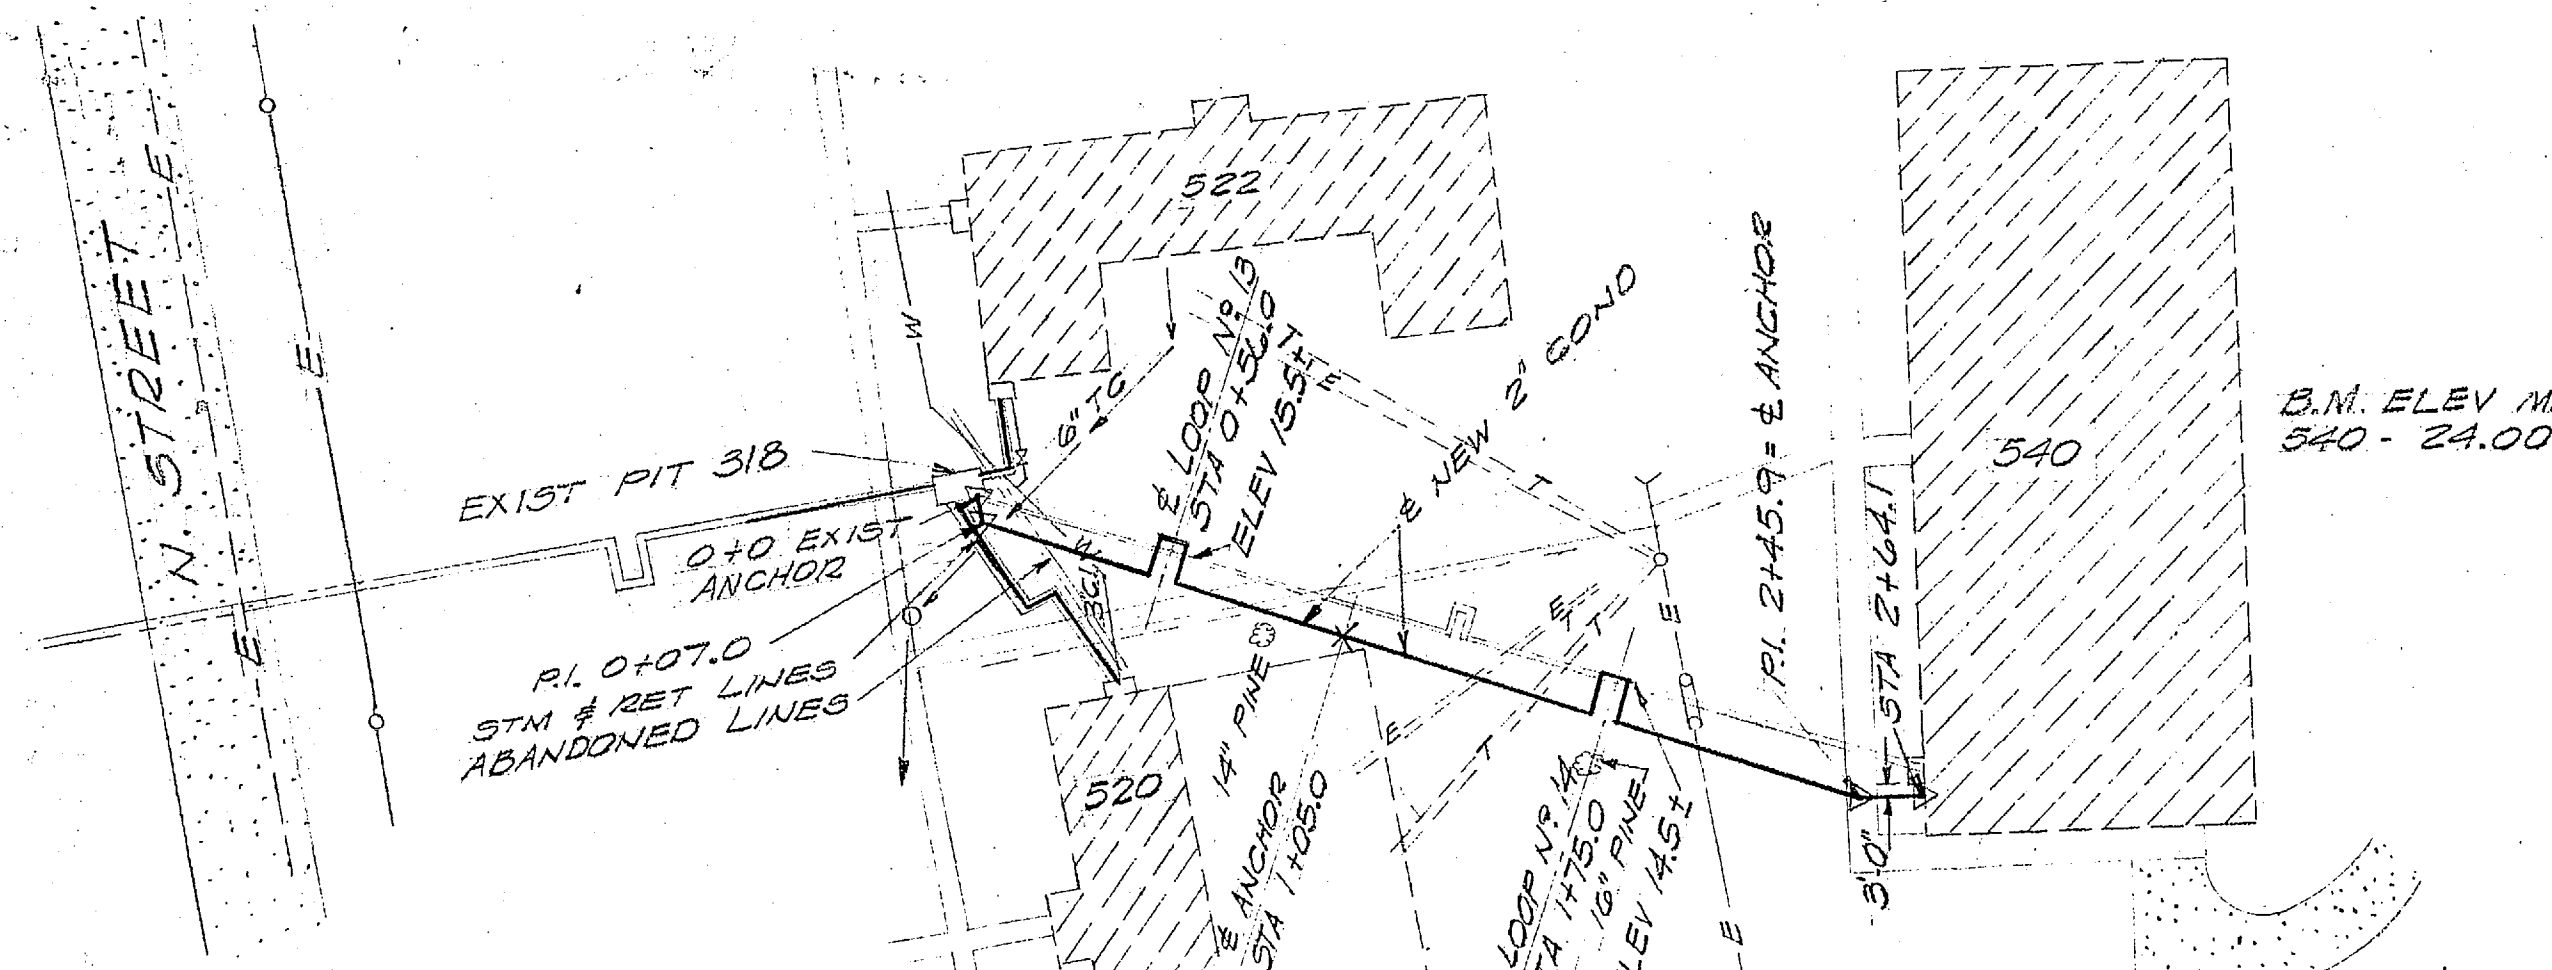 N. STREET
E
E
E
W
522
EXIST PIT 318
0+0 EXIST
ANCHOR
P.I. 0+07.0
STM & RET LINES
ABANDONED LINES
6" TG
℄ LOOP Nº 13
STA 0+56.0
ELEV 15.5±
T
E
T
℄ NEW 2" COND
W
520
14" PINE
℄ ANCHOR
STA 1+05.0
E
T
E
T
E
E
LOOP Nº 14
TA 1+75.0
16" PINE
LEV 14.5±
P.I. 2+45.9 = ℄ ANCHOR
STA 2+64.1
3'0"
540
B.M. ELEV M
540 - 24.00